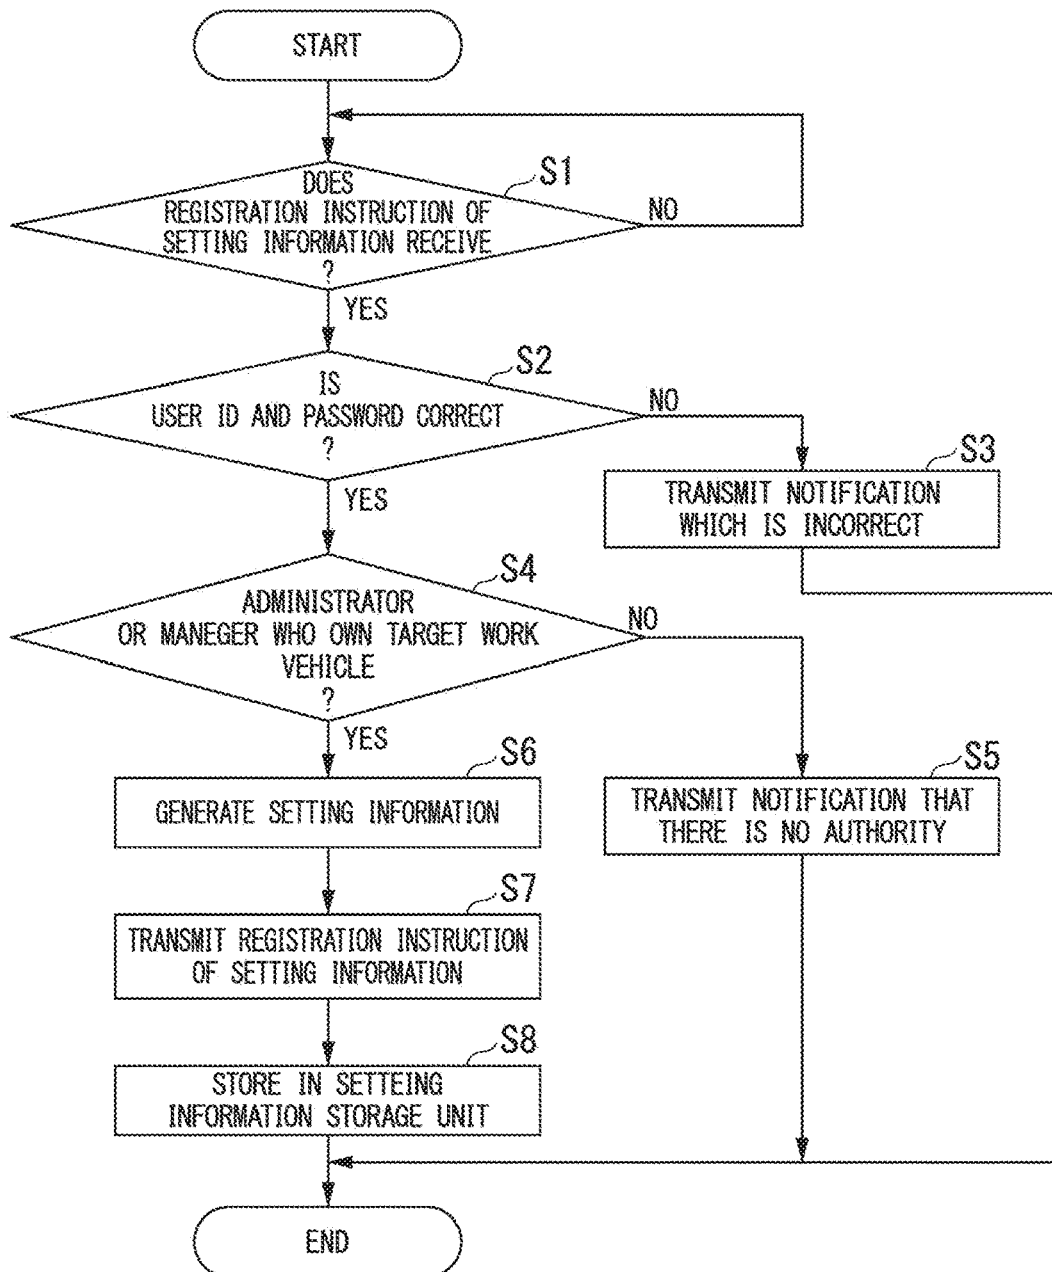 START
S1
DOES
REGISTRATION INSTRUCTION OF
SETTING INFORMATION RECEIVE
?
NO
YES
S2
IS
USER ID AND PASSWORD CORRECT
?
NO
YES
S3
TRANSMIT NOTIFICATION
WHICH IS INCORRECT
S4
ADMINISTRATOR
OR MANEGER WHO OWN TARGET WORK
VEHICLE
?
NO
YES
S5
TRANSMIT NOTIFICATION THAT
THERE IS NO AUTHORITY
S6
GENERATE SETTING INFORMATION
S7
TRANSMIT REGISTRATION INSTRUCTION
OF SETTING INFORMATION
S8
STORE IN SETTEING
INFORMATION STORAGE UNIT
END